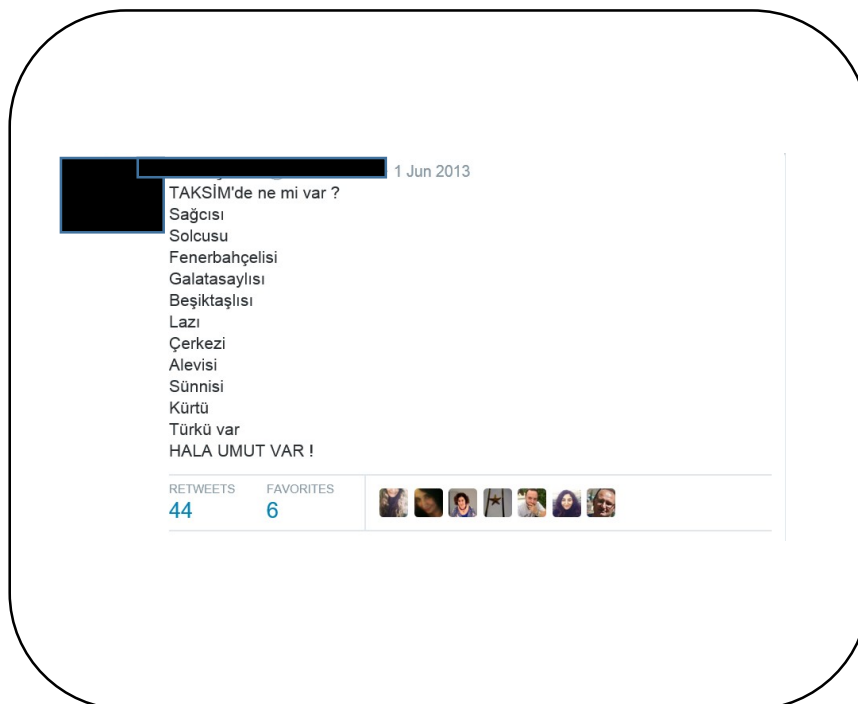 1 Jun 2013
TAKSİM'de ne mi var ?
Sağcısı
Solcusu
Fenerbahçelisi
Galatasaylısı
Beşiktaşlısı
Lazı
Çerkezi
Alevisi
Sünnisi
Kürtü
Türkü var
HALA UMUT VAR !
RETWEETS FAVORITES
44 6